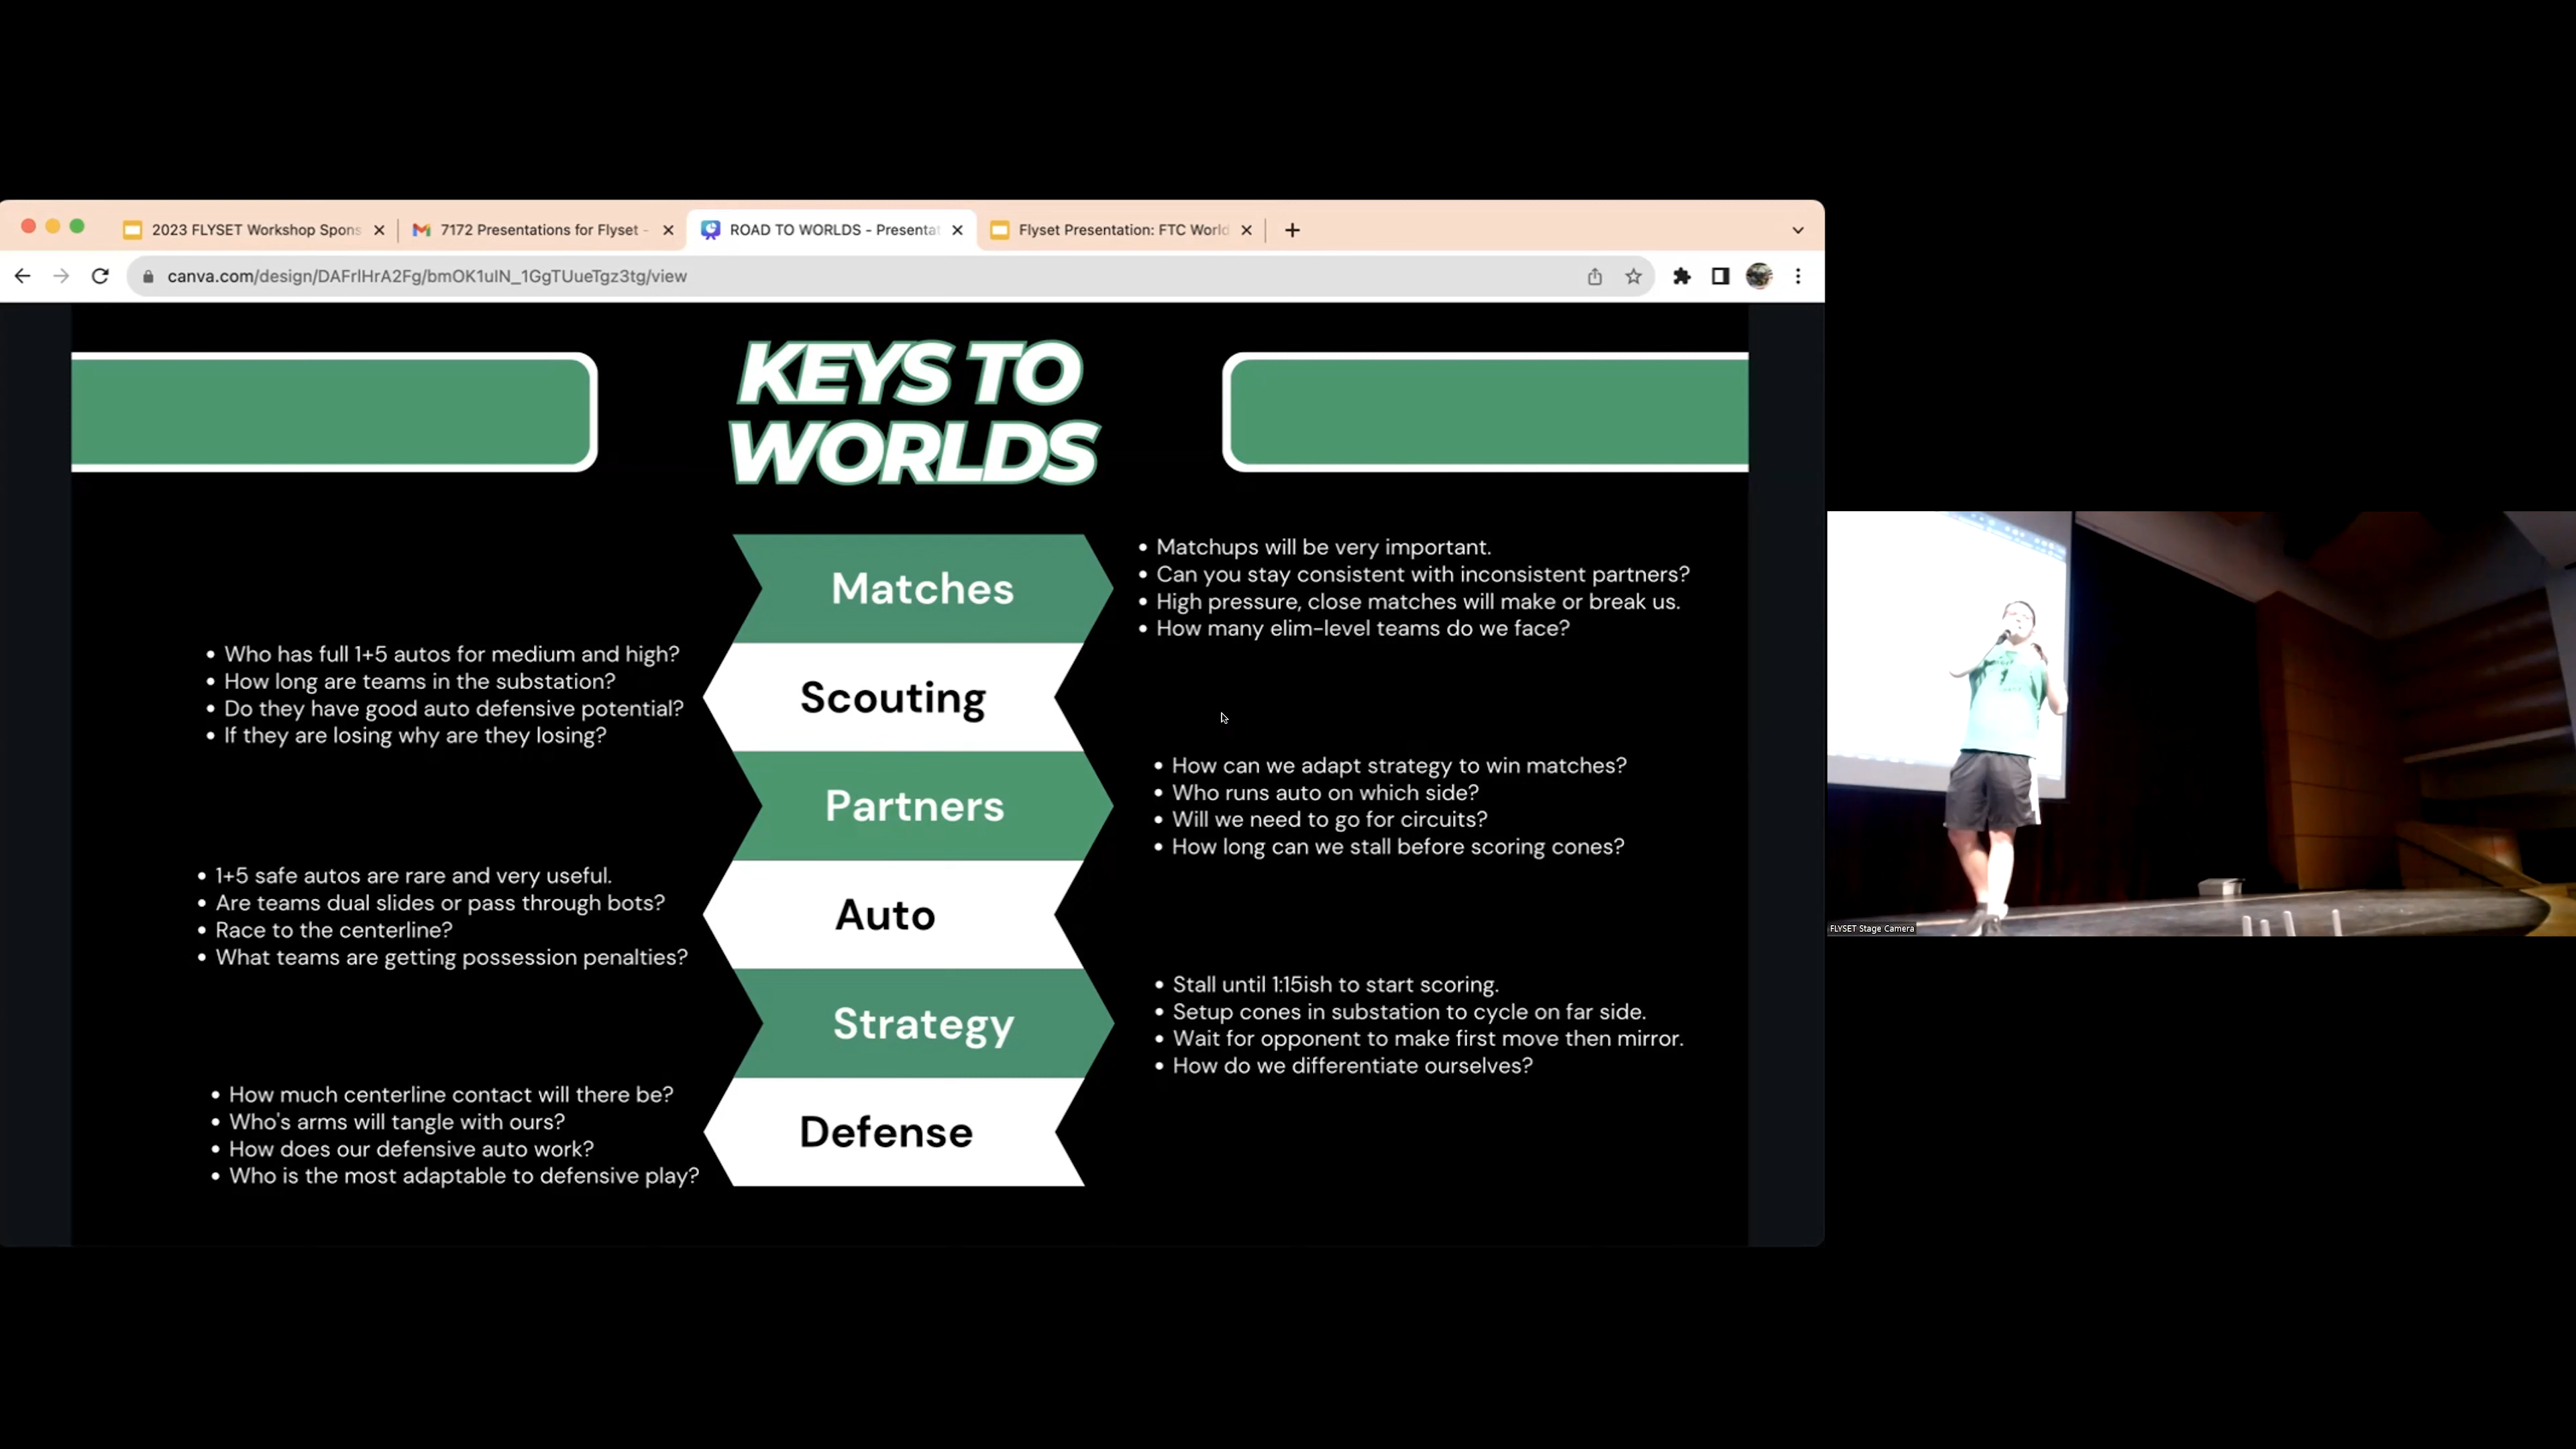 2023 FLYSET Workshop Spons
7172 Presentations for Flyset -
ROAD TO WORLDS - Presentat
Flyset Presentation: FTC World
canva.com/design/DAFrlHrA2Fg/bmOK1uIN_1GgTUueTgz3tg/view
KEYS TO
WORLDS
Matches
• Matchups will be very important.
• Can you stay consistent with inconsistent partners?
• High pressure, close matches will make or break us.
• How many elim-level teams do we face?
Scouting
• Who has full 1+5 autos for medium and high?
• How long are teams in the substation?
• Do they have good auto defensive potential?
• If they are losing why are they losing?
Partners
• How can we adapt strategy to win matches?
• Who runs auto on which side?
• Will we need to go for circuits?
• How long can we stall before scoring cones?
Auto
• 1+5 safe autos are rare and very useful.
• Are teams dual slides or pass through bots?
• Race to the centerline?
• What teams are getting possession penalties?
Strategy
• Stall until 1:15ish to start scoring.
• Setup cones in substation to cycle on far side.
• Wait for opponent to make first move then mirror.
• How do we differentiate ourselves?
Defense
• How much centerline contact will there be?
• Who's arms will tangle with ours?
• How does our defensive auto work?
• Who is the most adaptable to defensive play?
FLYSET Stage Camera